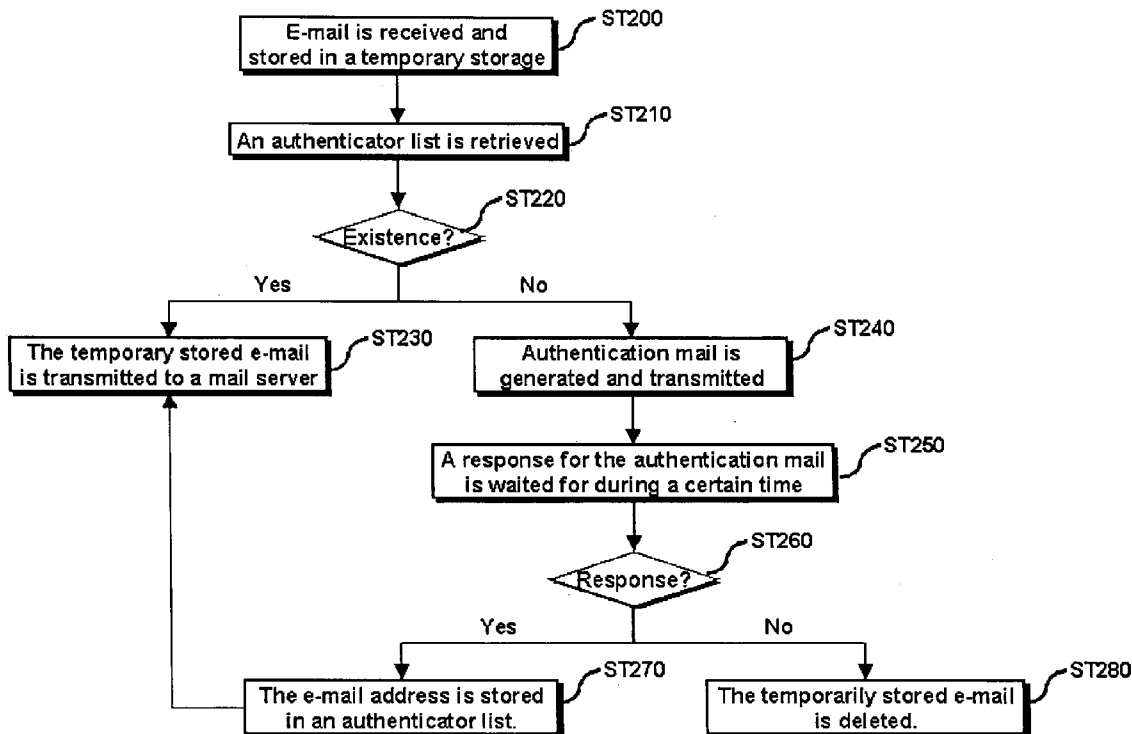 ST200
E-mail is received and
stored in a temporary storage
ST210
An authenticator list is retrieved
ST220
Existence?
Yes
No
ST230
The temporary stored e-mail
is transmitted to a mail server
ST240
Authentication mail is
generated and transmitted
ST250
A response for the authentication mail
is waited for during a certain time
ST260
Response?
Yes
No
ST270
The e-mail address is stored
in an authenticator list.
ST280
The temporarily stored e-mail
is deleted.